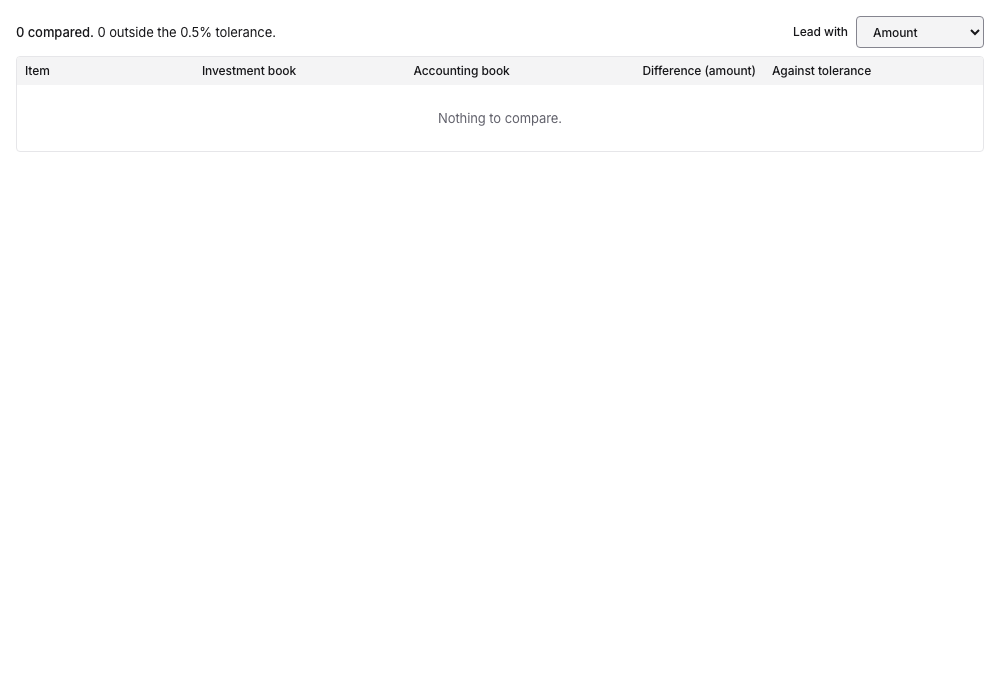 0 compared. 0 outside the 0.5% tolerance.
Lead with
Amount
Item Investment book Accounting book Difference (amount) Against tolerance
Nothing to compare.